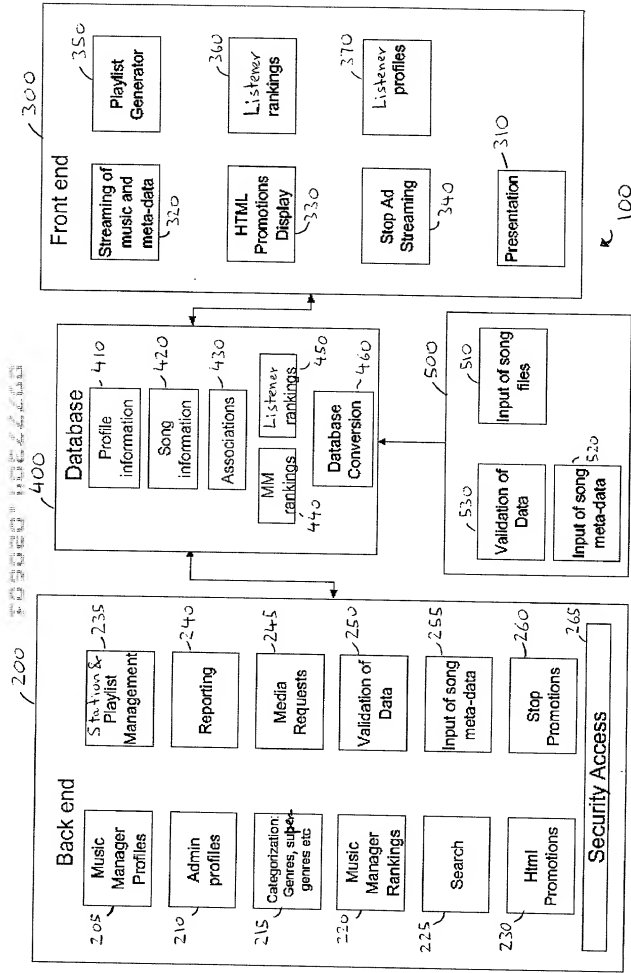 200
Back end
205
Music
Manager
Profiles
Station &
Playlist
Management
235
210
Admin
profiles
Reporting
240
215
Categorization:
Genres, super-
genres etc
Media
Requests
245
220
Music
Manager
Rankings
Validation of
Data
250
225
Search
Input of song
meta-data
255
230
Html
Promotions
Stop
Promotions
260
265
Security Access
400
Database
Profile
information
410
Song
information
420
Associations
430
MM
rankings
440
Listener
rankings
450
Database
Conversion
460
500
530
Validation of
Data
Input of song
files
510
Input of song
meta-data
520
300
Front end
Streaming of
music and
meta-data
320
Playlist
Generator
350
HTML
Promotions
Display
330
Listener
rankings
360
Stop Ad
Streaming
340
Listener
profiles
370
Presentation
310
100